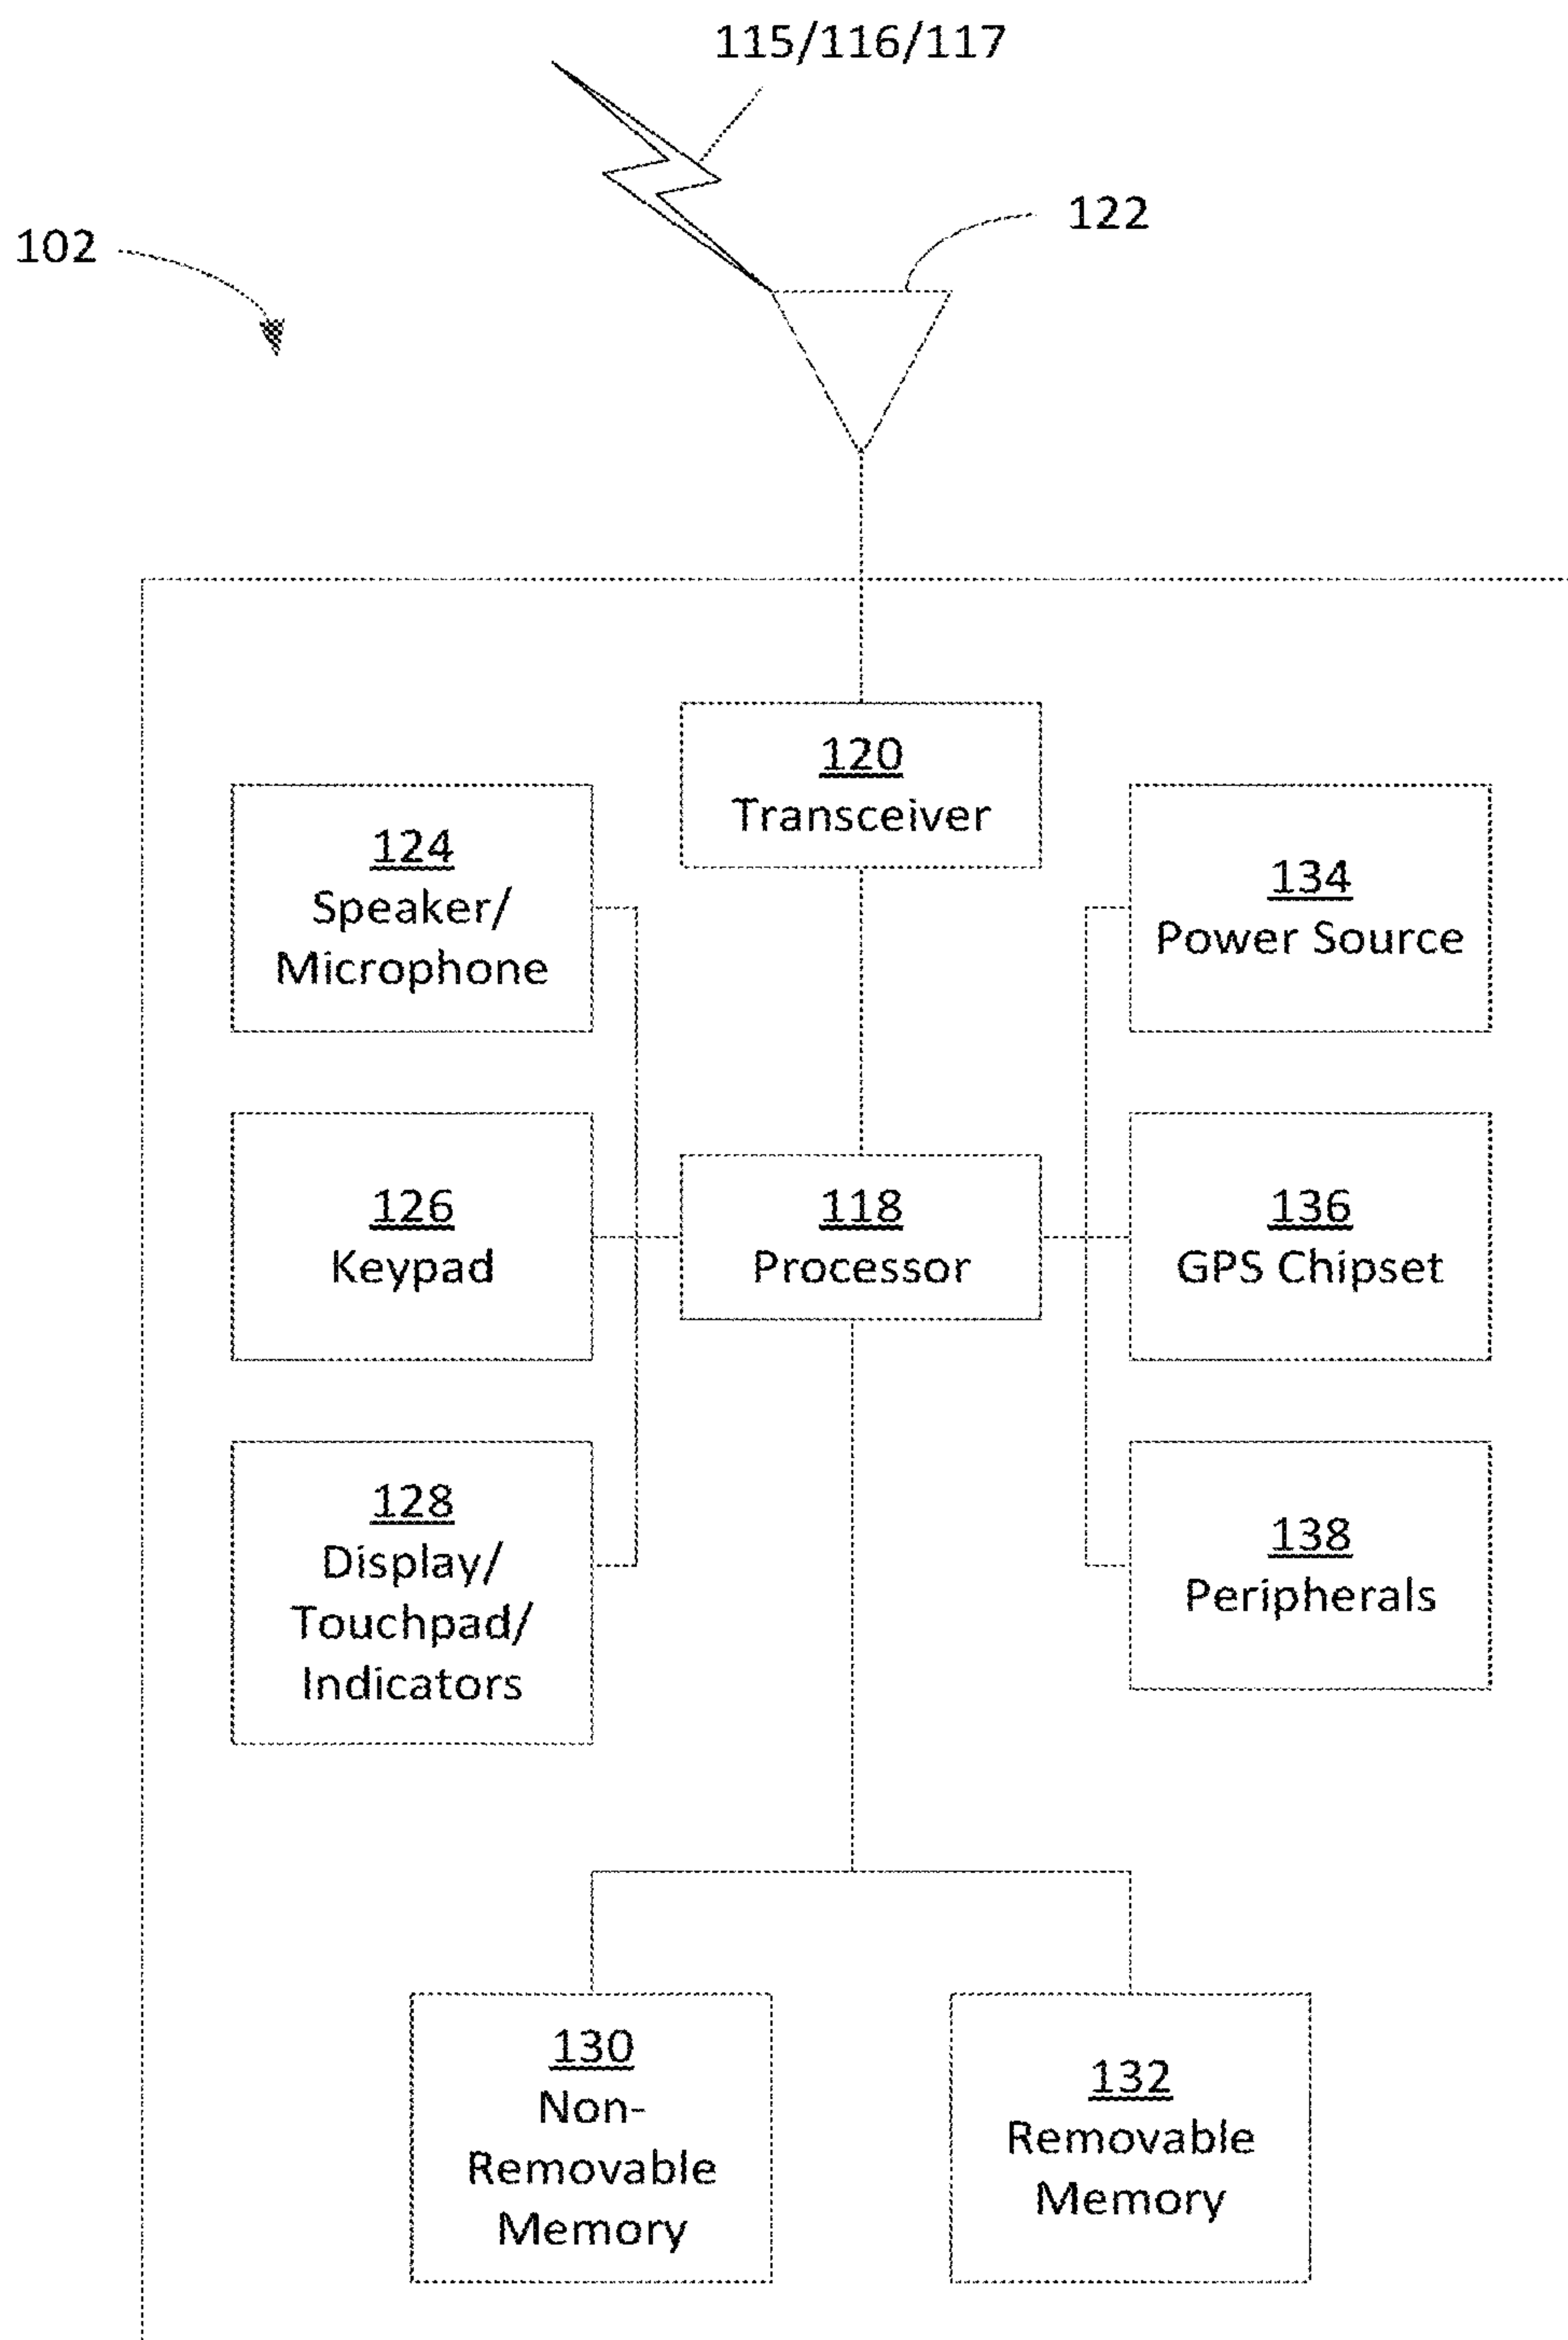 115/116/117
122
102
120
Transceiver
124
Speaker/
Microphone
134
Power Source
126
Keypad
118
Processor
136
GPS Chipset
128
Display/
Touchpad/
Indicators
138
Peripherals
130
Non-
Removable
Memory
132
Removable
Memory